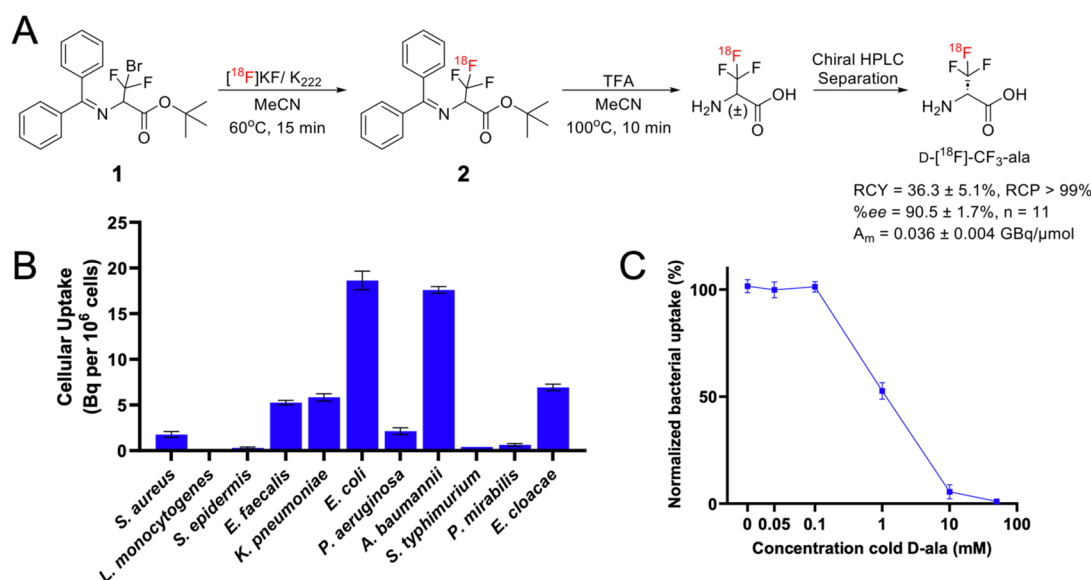 A
Br
F F
N
O
O
1
[18F]KF/ K222
MeCN
60°C, 15 min
18F
F F
N
O
O
2
TFA
MeCN
100°C, 10 min
18F
F F
H2N (±) OH
O
Chiral HPLC
Separation
18F
F F
H2N OH
O
D-[18F]-CF3-ala
RCY = 36.3 ± 5.1%, RCP > 99%
%ee = 90.5 ± 1.7%, n = 11
Am = 0.036 ± 0.004 GBq/μmol
B
Cellular Uptake
(Bq per 10^6 cells)
25
20
15
10
5
0
S. aureus
L. monocytogenes
S. epidermis
E. faecalis
K. pneumoniae
E. coli
P. aeruginosa
A. baumannii
S. typhimurium
P. mirabilis
E. cloacae
C
Normalized bacterial uptake (%)
100
50
0
0 0.05 0.1 1 10 100
Concentration cold D-ala (mM)